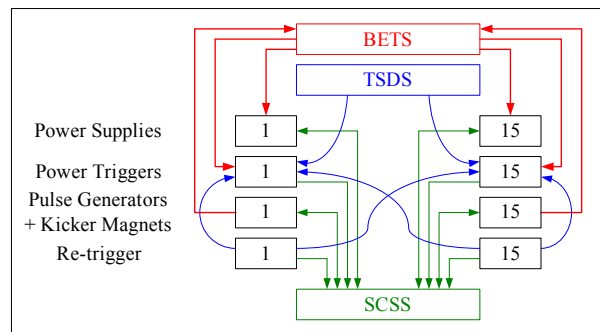 BETS
TSDS
Power Supplies 1 15
Power Triggers 1 15
Pulse Generators
+ Kicker Magnets 1 15
Re-trigger 1 15
SCSS